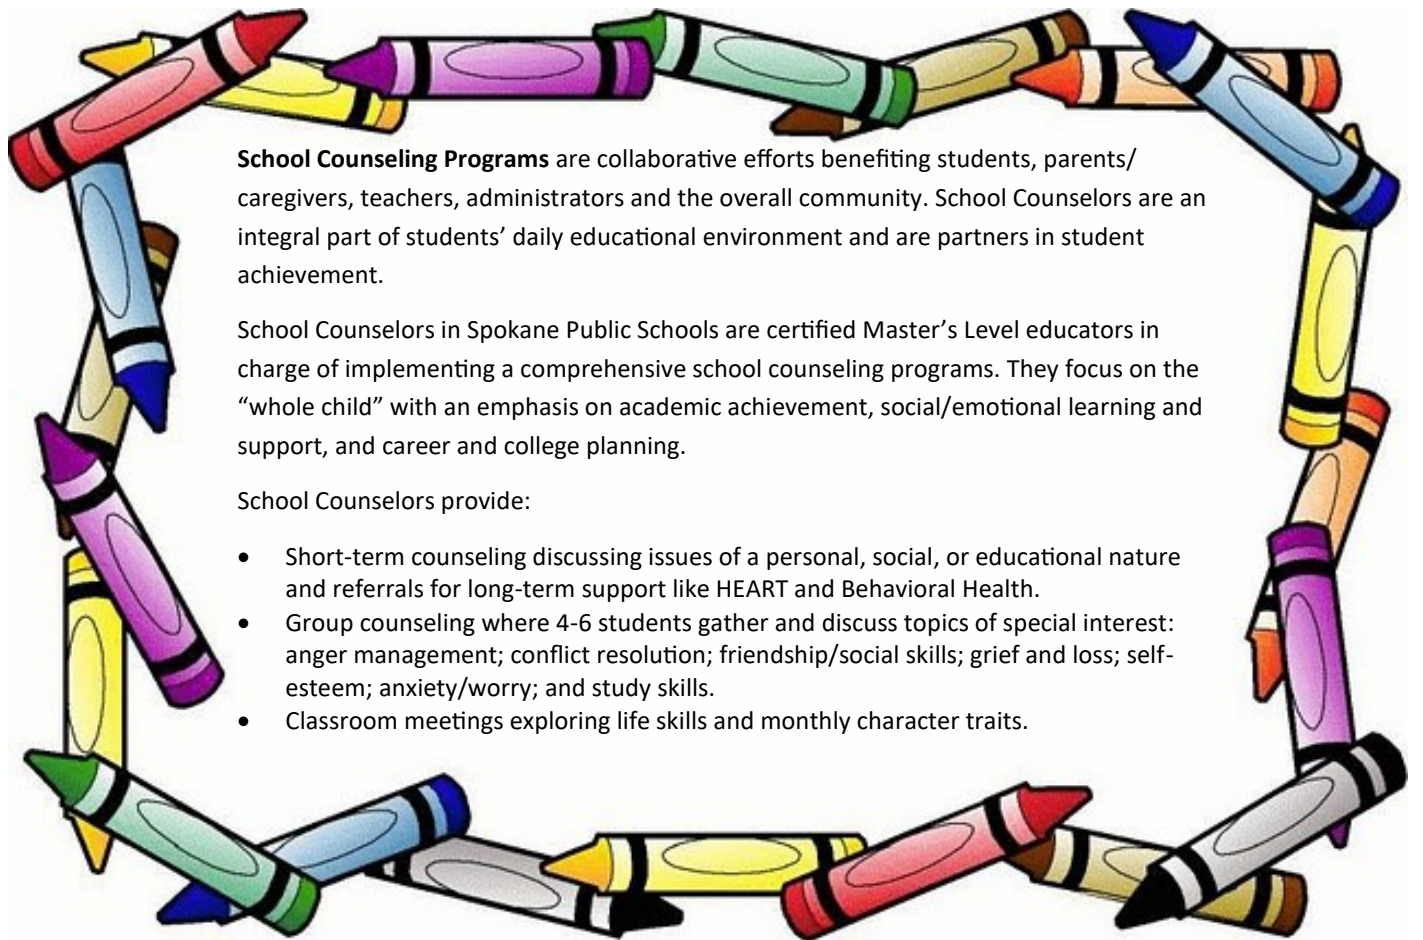 School Counseling Programs are collaborative efforts benefiting students, parents/
caregivers, teachers, administrators and the overall community. School Counselors are an
integral part of students’ daily educational environment and are partners in student
achievement.
School Counselors in Spokane Public Schools are certified Master’s Level educators in
charge of implementing a comprehensive school counseling programs. They focus on the
“whole child” with an emphasis on academic achievement, social/emotional learning and
support, and career and college planning.
School Counselors provide:
• Short-term counseling discussing issues of a personal, social, or educational nature
and referrals for long-term support like HEART and Behavioral Health.
• Group counseling where 4-6 students gather and discuss topics of special interest:
anger management; conflict resolution; friendship/social skills; grief and loss; self-
esteem; anxiety/worry; and study skills.
• Classroom meetings exploring life skills and monthly character traits.